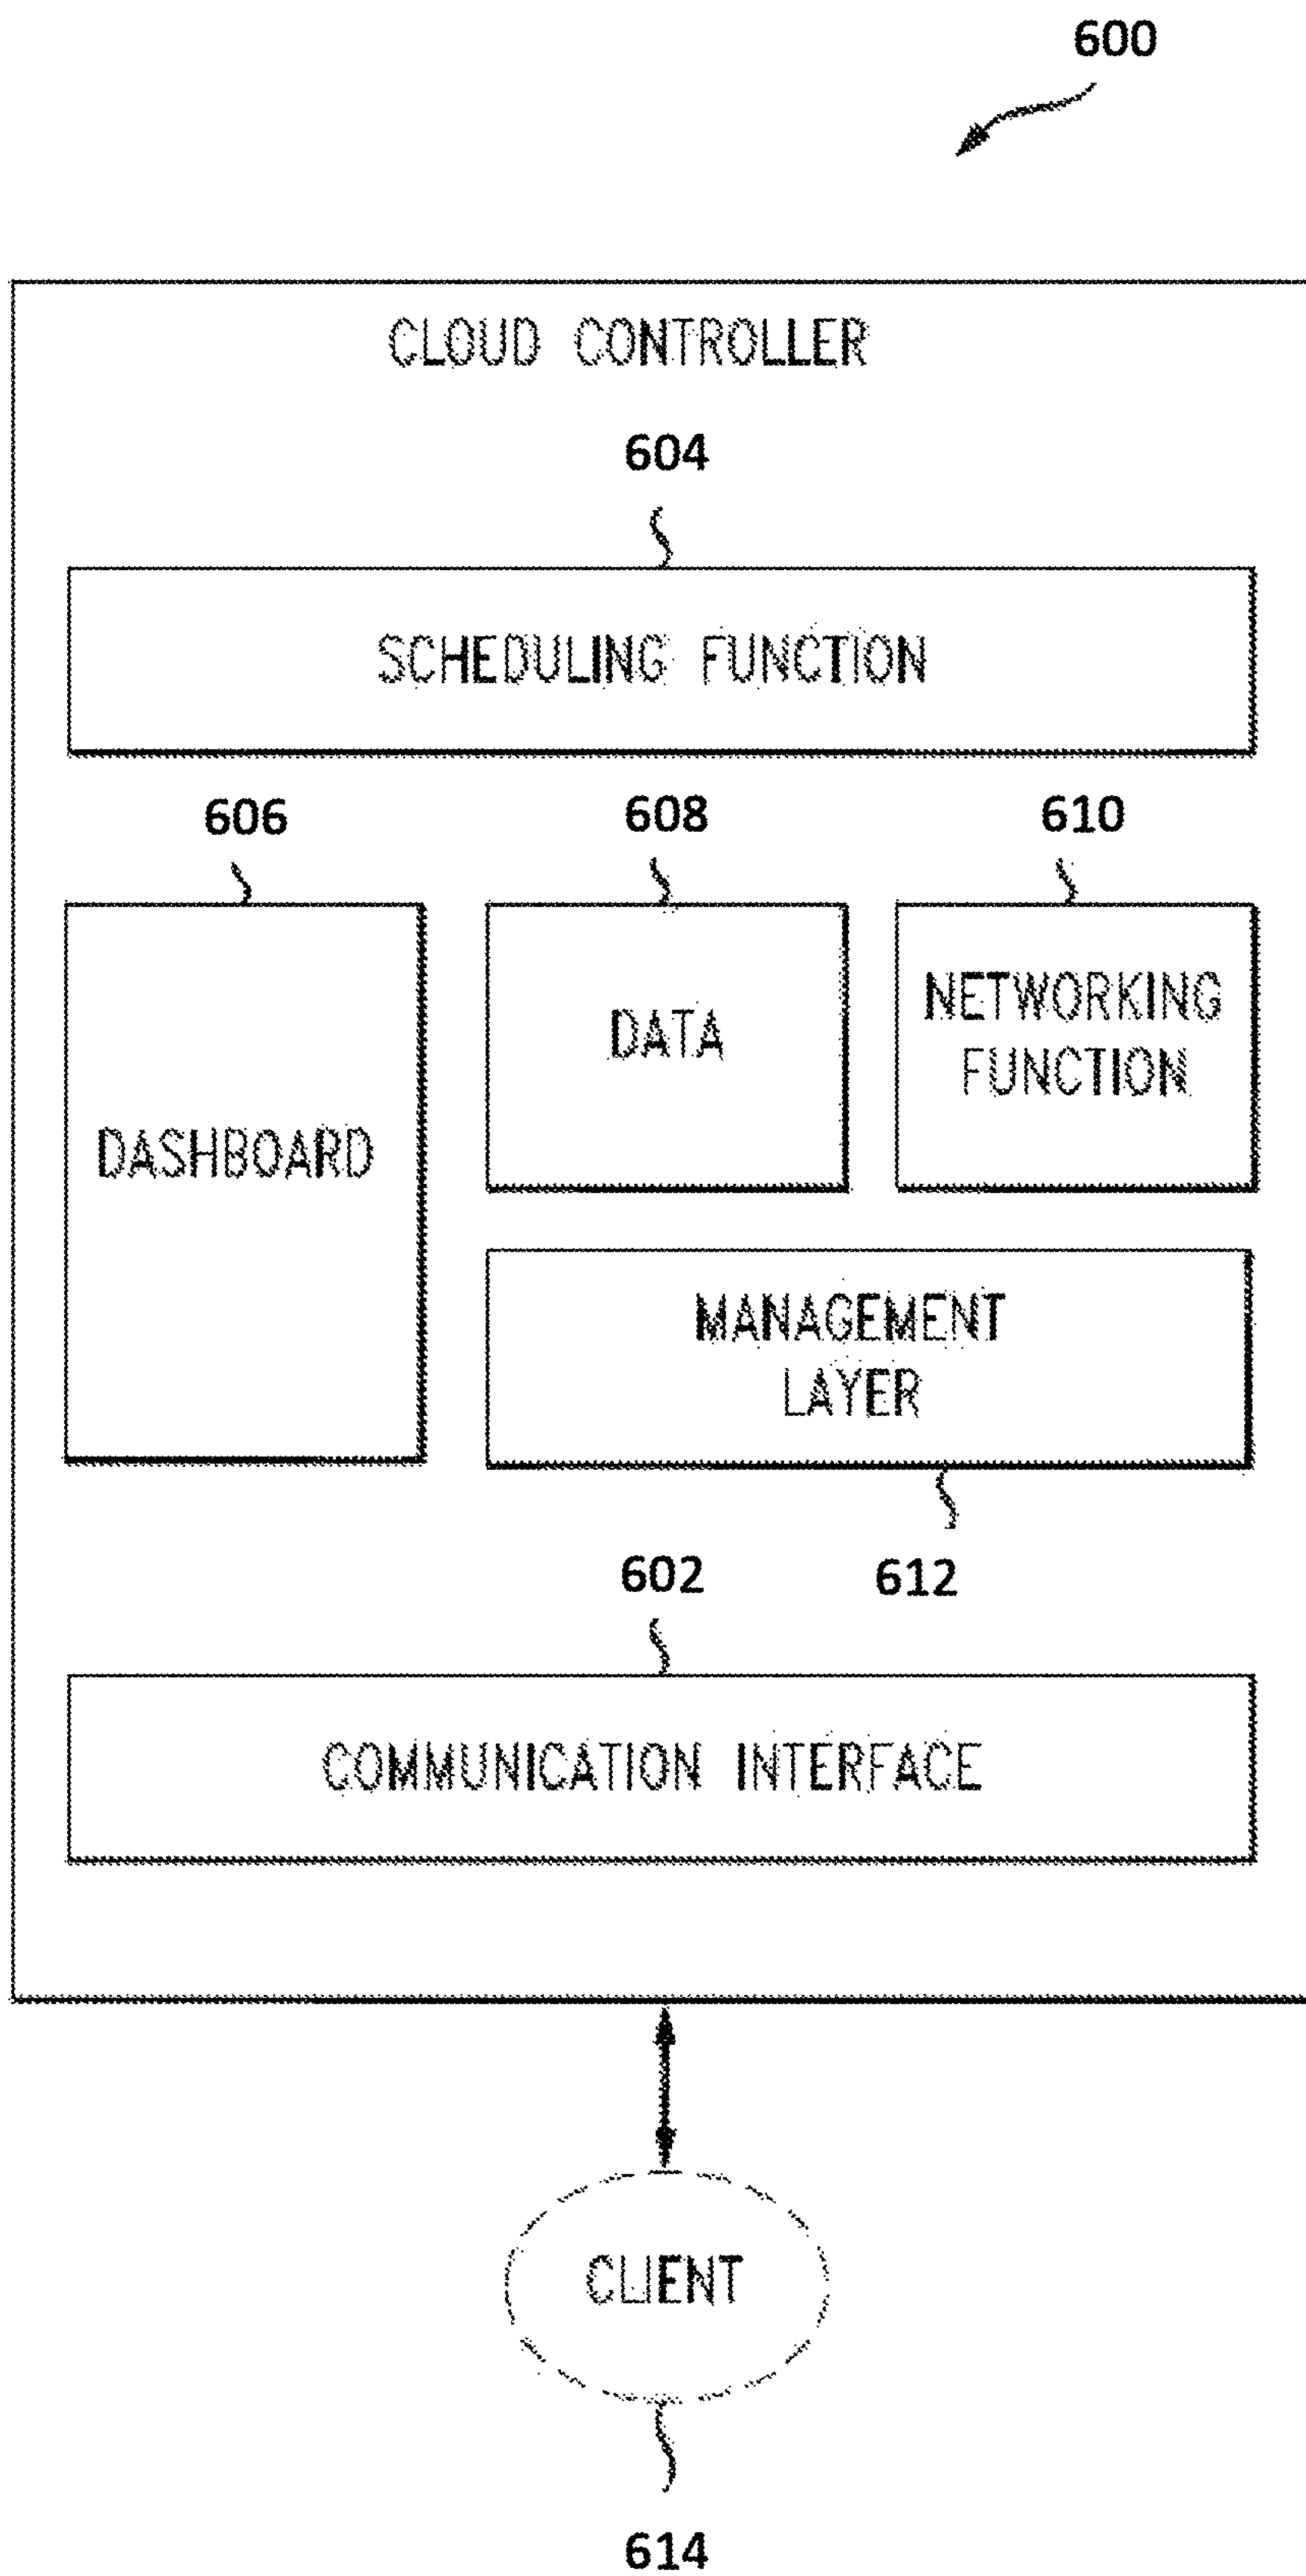 600
CLOUD CONTROLLER
604
SCHEDULING FUNCTION
606
608
610
DASHBOARD
DATA
NETWORKING
FUNCTION
MANAGEMENT
LAYER
602
612
COMMUNICATION INTERFACE
CLIENT
614